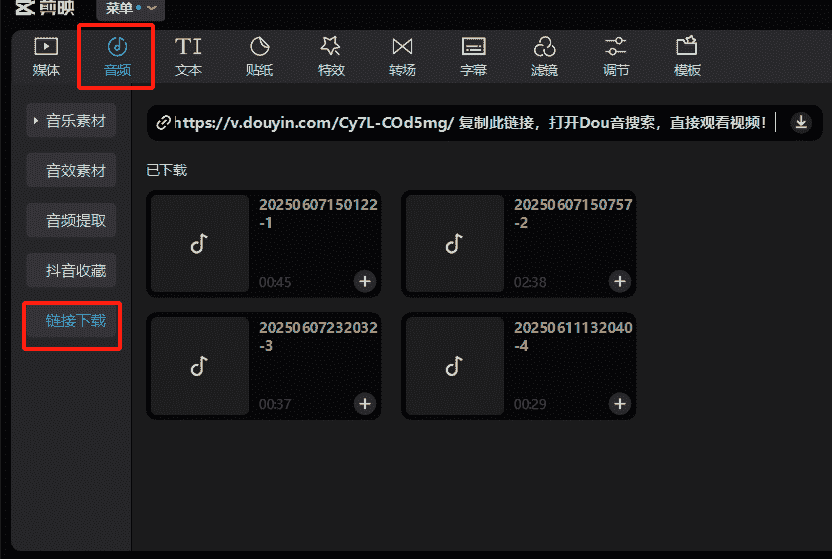 剪映
菜单
媒体
音频
文本
贴纸
特效
转场
字幕
滤镜
调节
模板
音乐素材
音效素材
音频提取
抖音收藏
链接下载
https://v.douyin.com/Cy7L-COd5mg/ 复制此链接，打开Dou音搜索，直接观看视频！
已下载
20250607150122
-1
00:45
20250607150757
-2
02:38
20250607232032
-3
00:37
20250611132040
-4
00:29